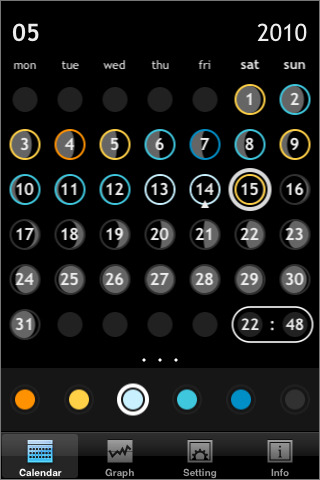 05 2010
mon tue wed thu fri sat sun
1 2
3 4 5 6 7 8 9
10 11 12 13 14 15 16
17 18 19 20 21 22 23
24 25 26 27 28 29 30
31 22 : 48
Calendar Graph Setting Info